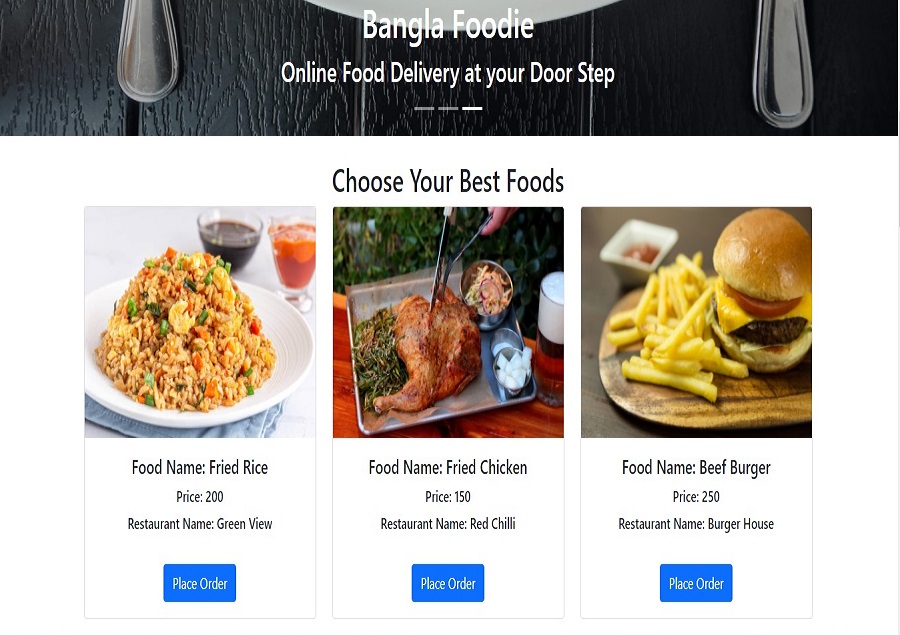 Bangla Foodie
Online Food Delivery at your Door Step
Choose Your Best Foods
Food Name: Fried Rice
Price: 200
Restaurant Name: Green View
Place Order
Food Name: Fried Chicken
Price: 150
Restaurant Name: Red Chilli
Place Order
Food Name: Beef Burger
Price: 250
Restaurant Name: Burger House
Place Order